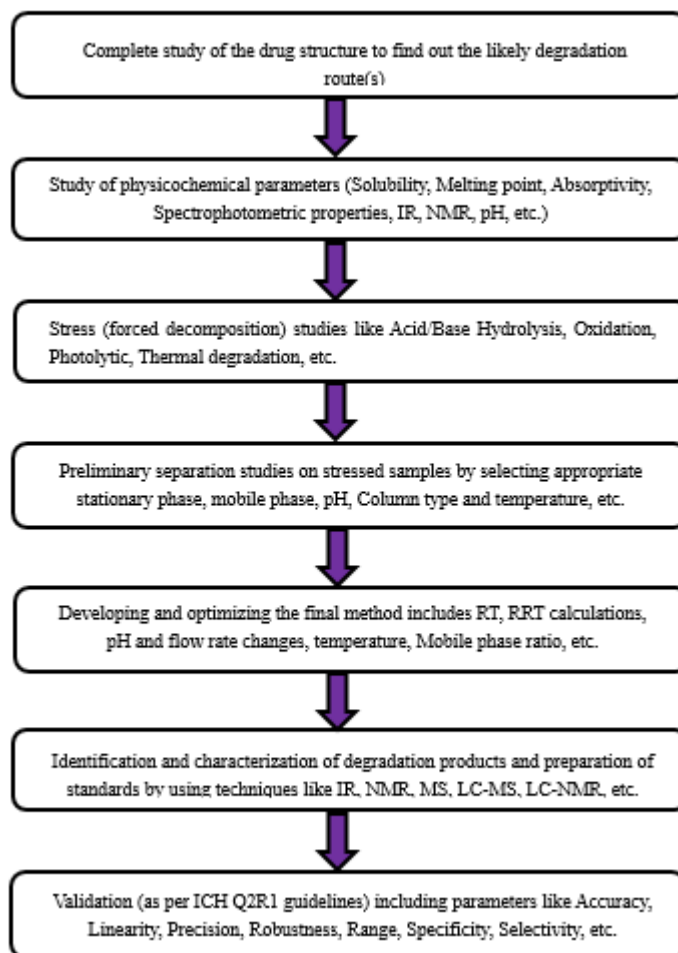 Complete study of the drug structure to find out the likely degradation
route(s)
Study of physicochemical parameters (Solubility, Melting point, Absorptivity,
Spectrophotometric properties, IR, NMR, pH, etc.)
Stress (forced decomposition) studies like Acid/Base Hydrolysis, Oxidation,
Photolytic, Thermal degradation, etc.
Preliminary separation studies on stressed samples by selecting appropriate
stationary phase, mobile phase, pH, Column type and temperature, etc.
Developing and optimizing the final method includes RT, RRT calculations,
pH and flow rate changes, temperature, Mobile phase ratio, etc.
Identification and characterization of degradation products and preparation of
standards by using techniques like IR, NMR, MS, LC-MS, LC-NMR, etc.
Validation (as per ICH Q2R1 guidelines) including parameters like Accuracy,
Linearity, Precision, Robustness, Range, Specificity, Selectivity, etc.